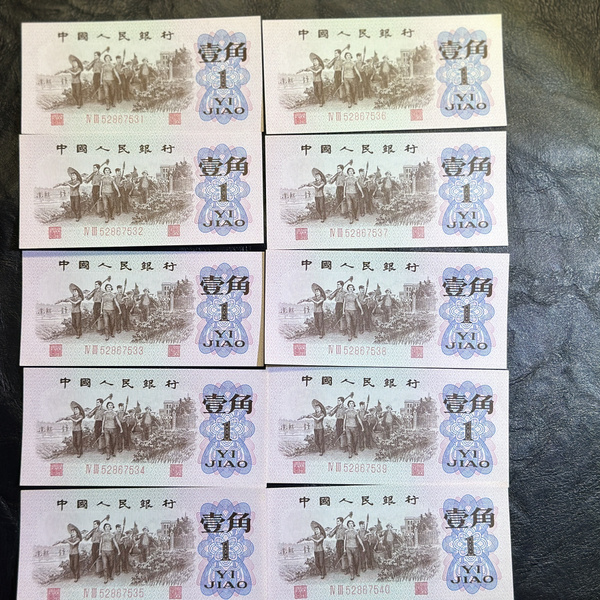 中國人民銀行
壹角
1
YI
JIAO
Ⅳ Ⅲ 52867531
中國人民銀行
壹角
1
YI
JIAO
Ⅳ Ⅲ 52867532
中國人民銀行
壹角
1
YI
JIAO
Ⅳ Ⅲ 52867533
中國人民銀行
壹角
1
YI
JIAO
Ⅳ Ⅲ 52867534
中國人民銀行
壹角
1
YI
JIAO
Ⅳ Ⅲ 52867535
中國人民銀行
壹角
1
YI
JIAO
Ⅳ Ⅲ 52867536
中國人民銀行
壹角
1
YI
JIAO
Ⅳ Ⅲ 52867537
中國人民銀行
壹角
1
YI
JIAO
Ⅳ Ⅲ 52867538
中國人民銀行
壹角
1
YI
JIAO
Ⅳ Ⅲ 52867539
中國人民銀行
壹角
1
YI
JIAO
Ⅳ Ⅲ 52867540